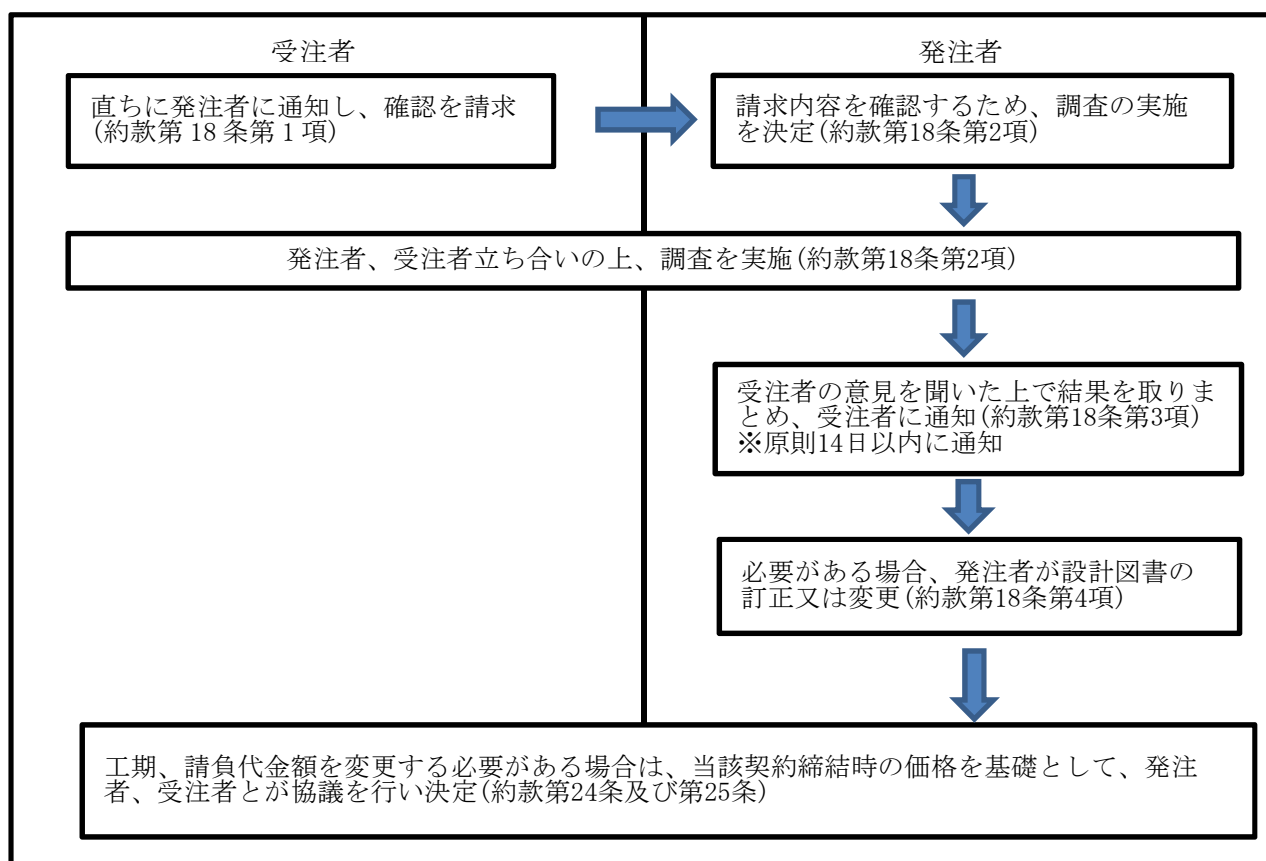 受注者
発注者
直ちに発注者に通知し、確認を請求
(約款第18条第1項)
請求内容を確認するため、調査の実施
を決定(約款第18条第2項)
発注者、受注者立ち合いの上、調査を実施(約款第18条第2項)
受注者の意見を聞いた上で結果を取りま
とめ、受注者に通知(約款第18条第3項)
※原則14日以内に通知
必要がある場合、発注者が設計図書の
訂正又は変更(約款第18条第4項)
工期、請負代金額を変更する必要がある場合は、当該契約締結時の価格を基礎として、発注
者、受注者とが協議を行い決定(約款第24条及び第25条)